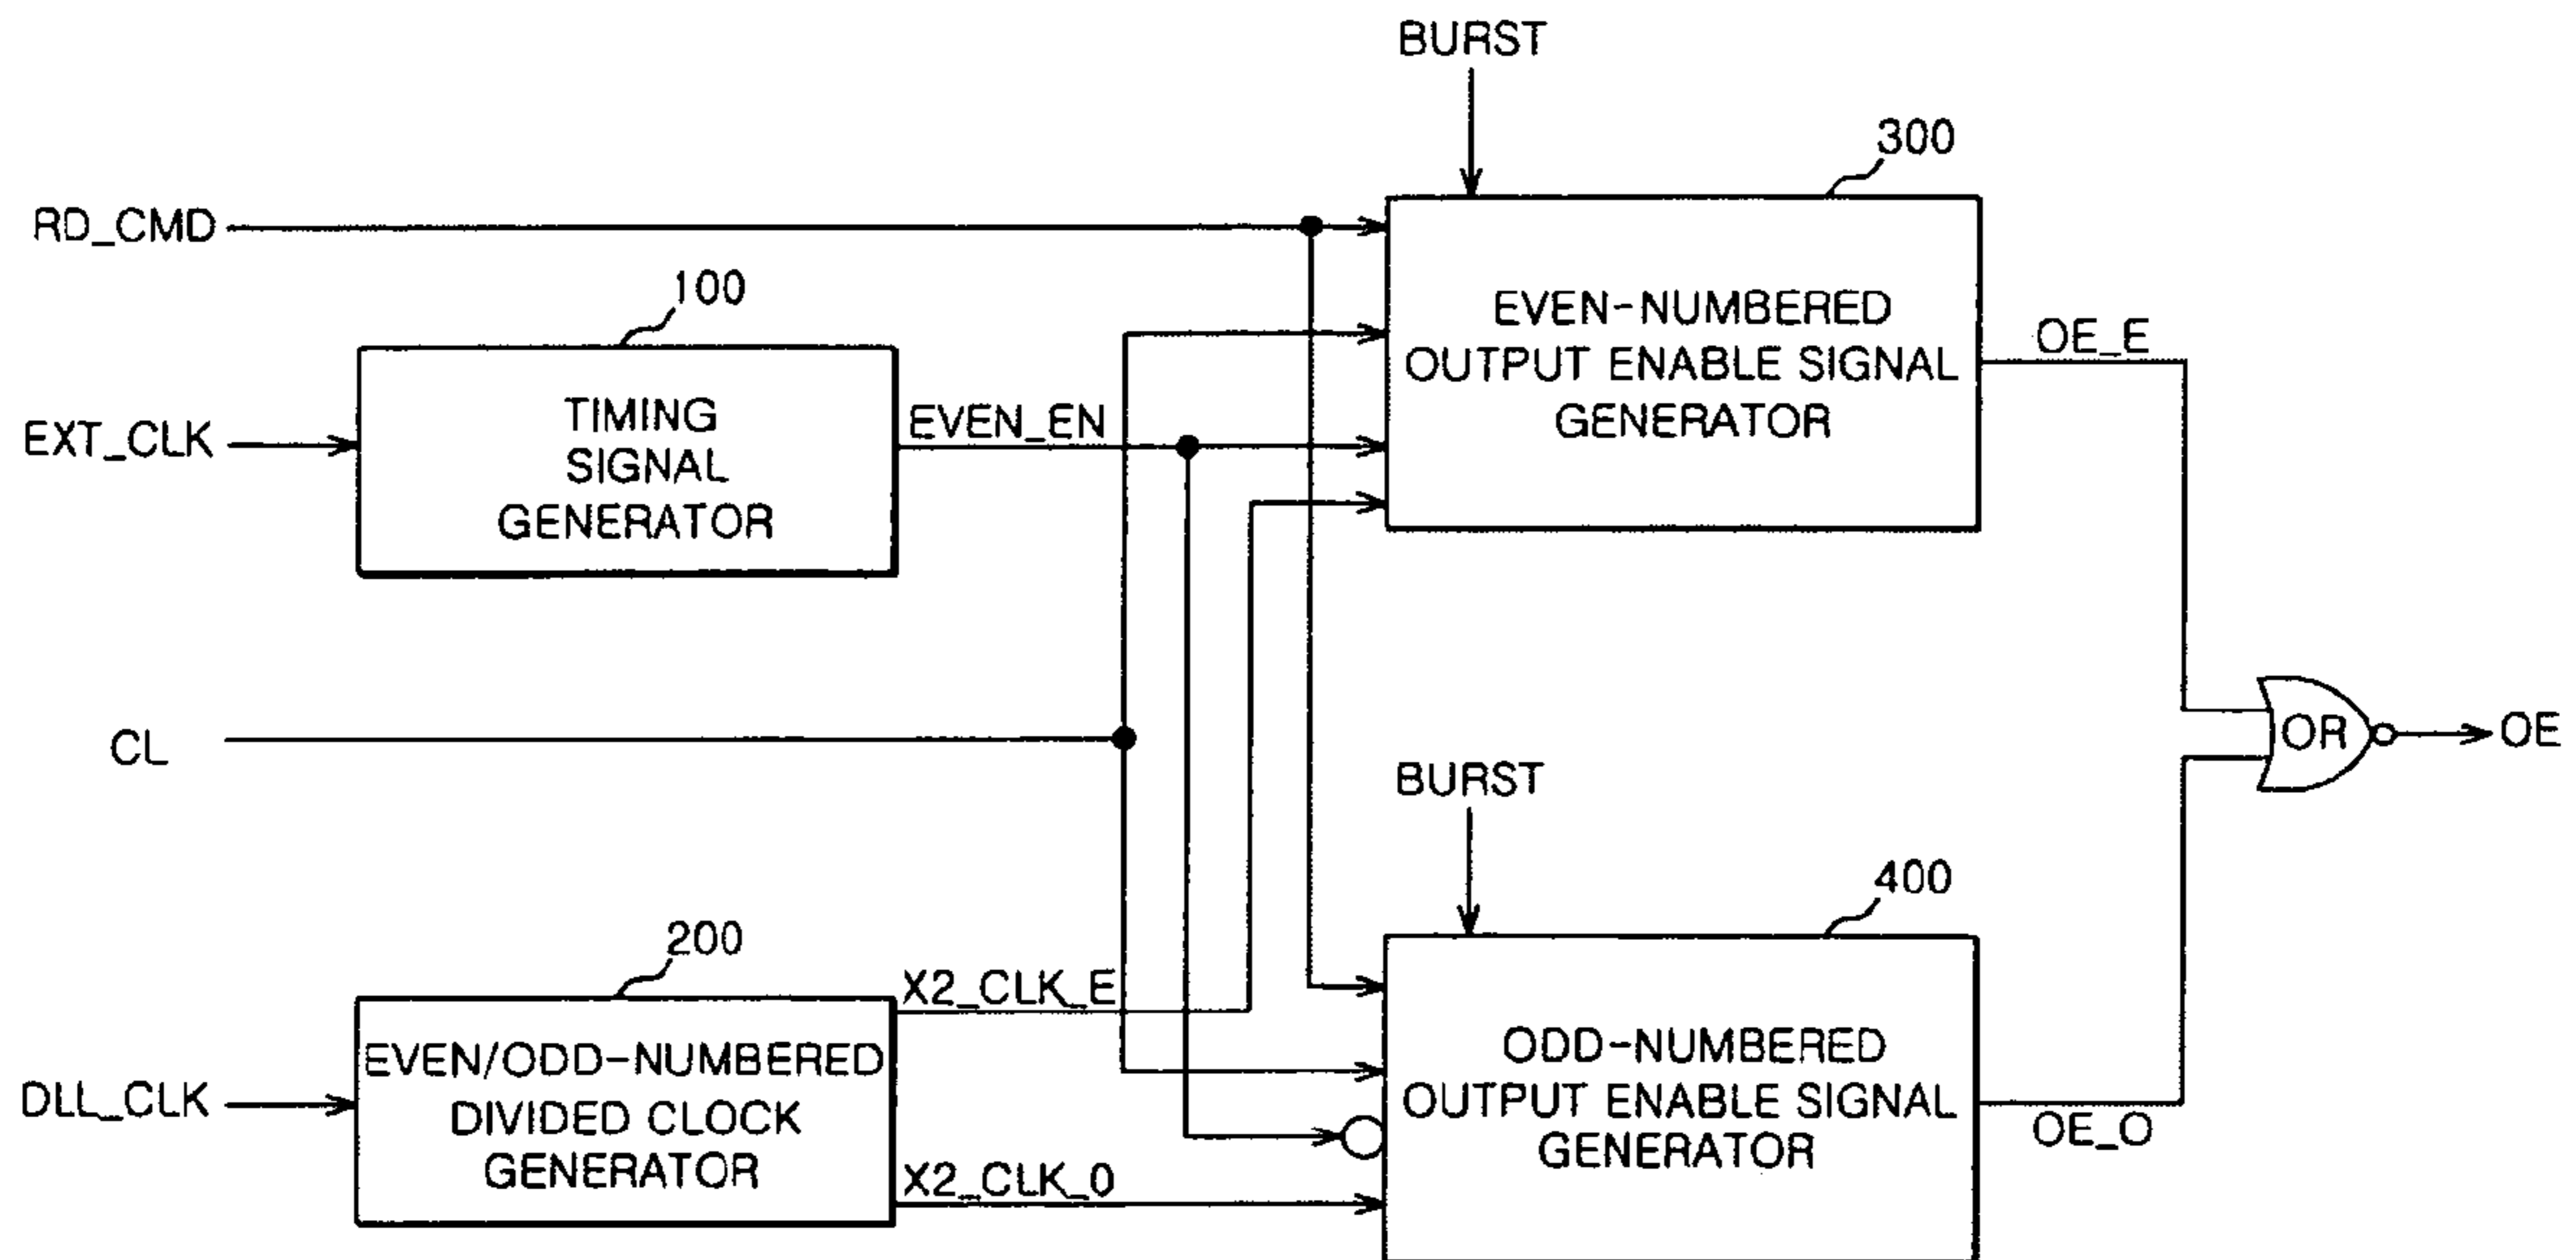 BURST
300
RD_CMD
100
EVEN-NUMBERED
OUTPUT ENABLE SIGNAL
GENERATOR
OE_E
TIMING
SIGNAL
GENERATOR
EVEN_EN
EXT_CLK
CL
OR
OE
BURST
400
200
X2_CLK_E
EVEN/ODD-NUMBERED
DIVIDED CLOCK
GENERATOR
DLL_CLK
X2_CLK_0
ODD-NUMBERED
OUTPUT ENABLE SIGNAL
GENERATOR
OE_O